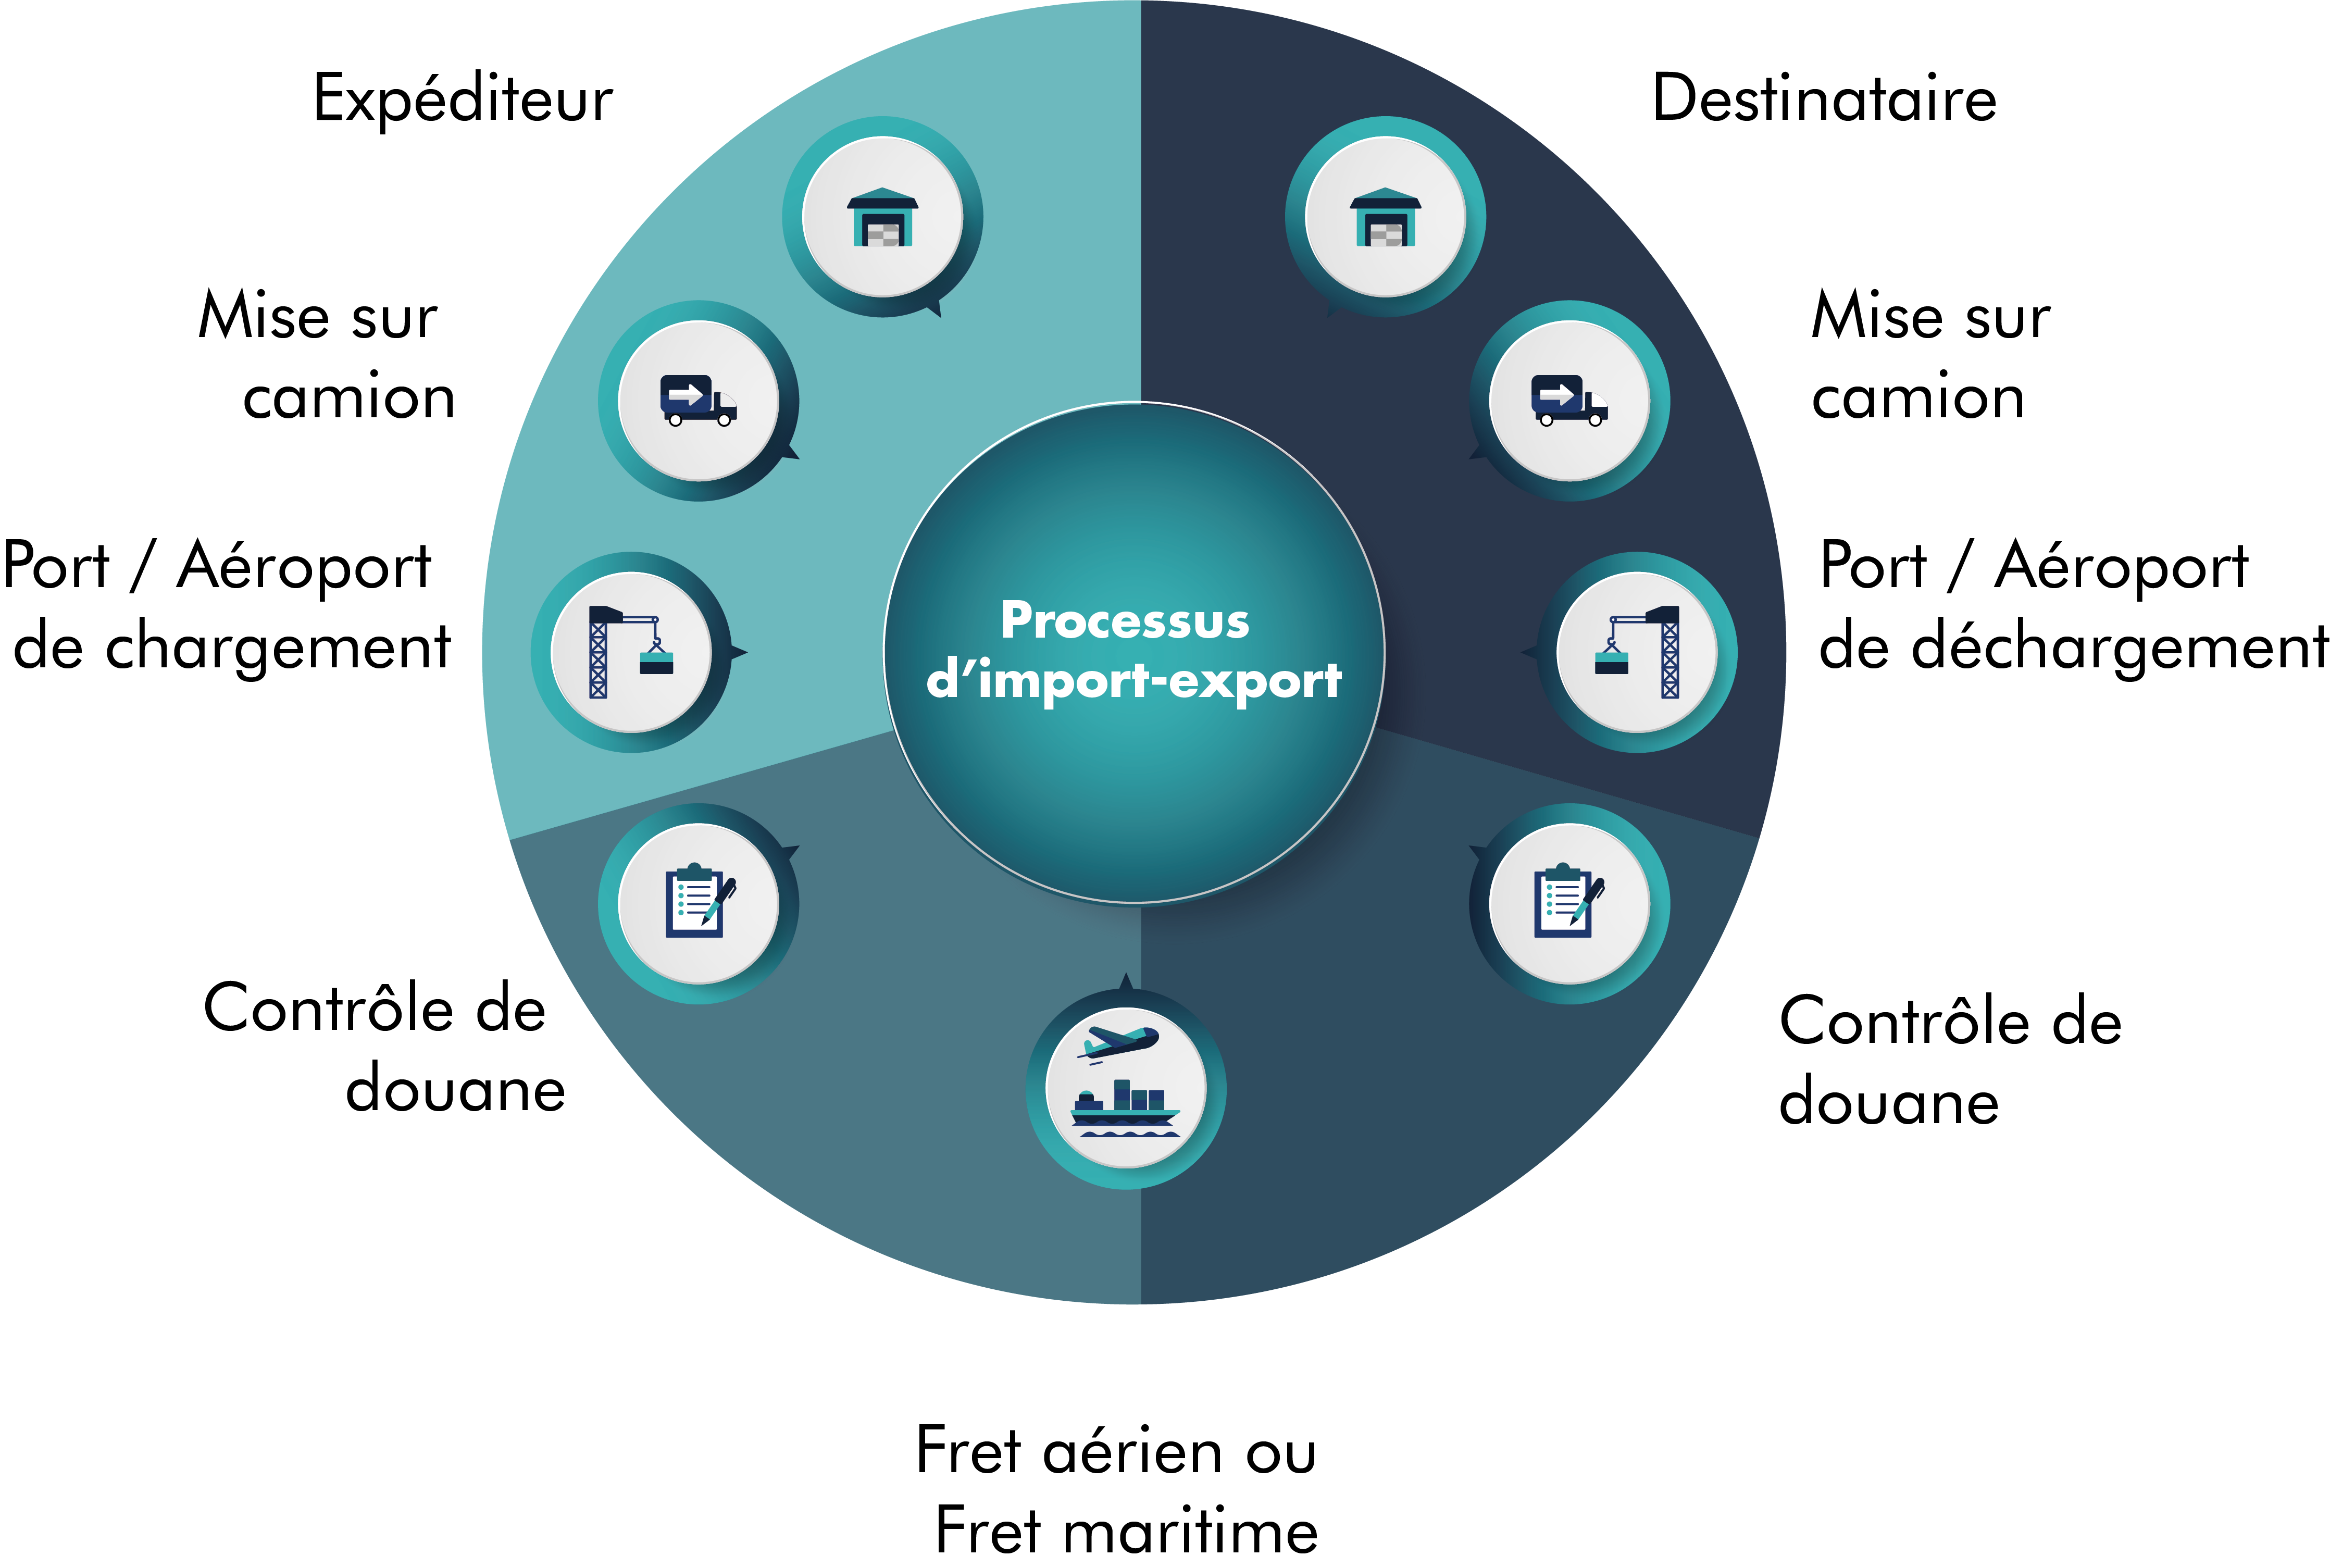 Expéditeur
Mise sur
camion
Port / Aéroport
de chargement
Contrôle de
douane
Fret aérien ou
Fret maritime
Contrôle de
douane
Port / Aéroport
de déchargement
Mise sur
camion
Destinataire
Processus
d’import-export